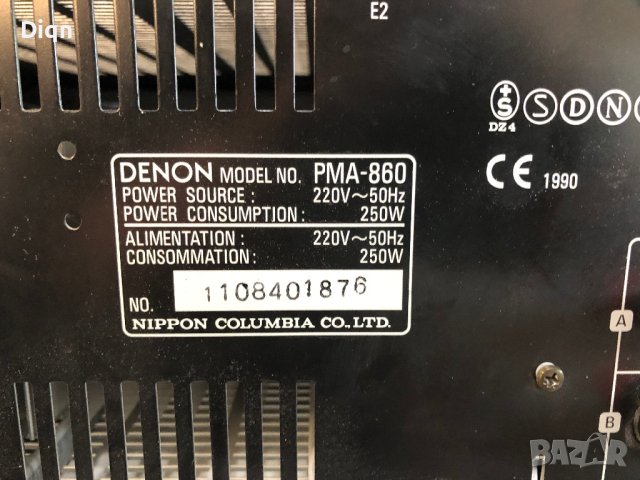 Dign
E2
S
DZ4
S D N
CE 1990
DENON MODEL NO. PMA-860
POWER SOURCE : 220V~50Hz
POWER CONSUMPTION : 250W
ALIMENTATION : 220V~50Hz
CONSOMMATION : 250W
NO. 1108401876
NIPPON COLUMBIA CO., LTD.
A
B
BAZAR